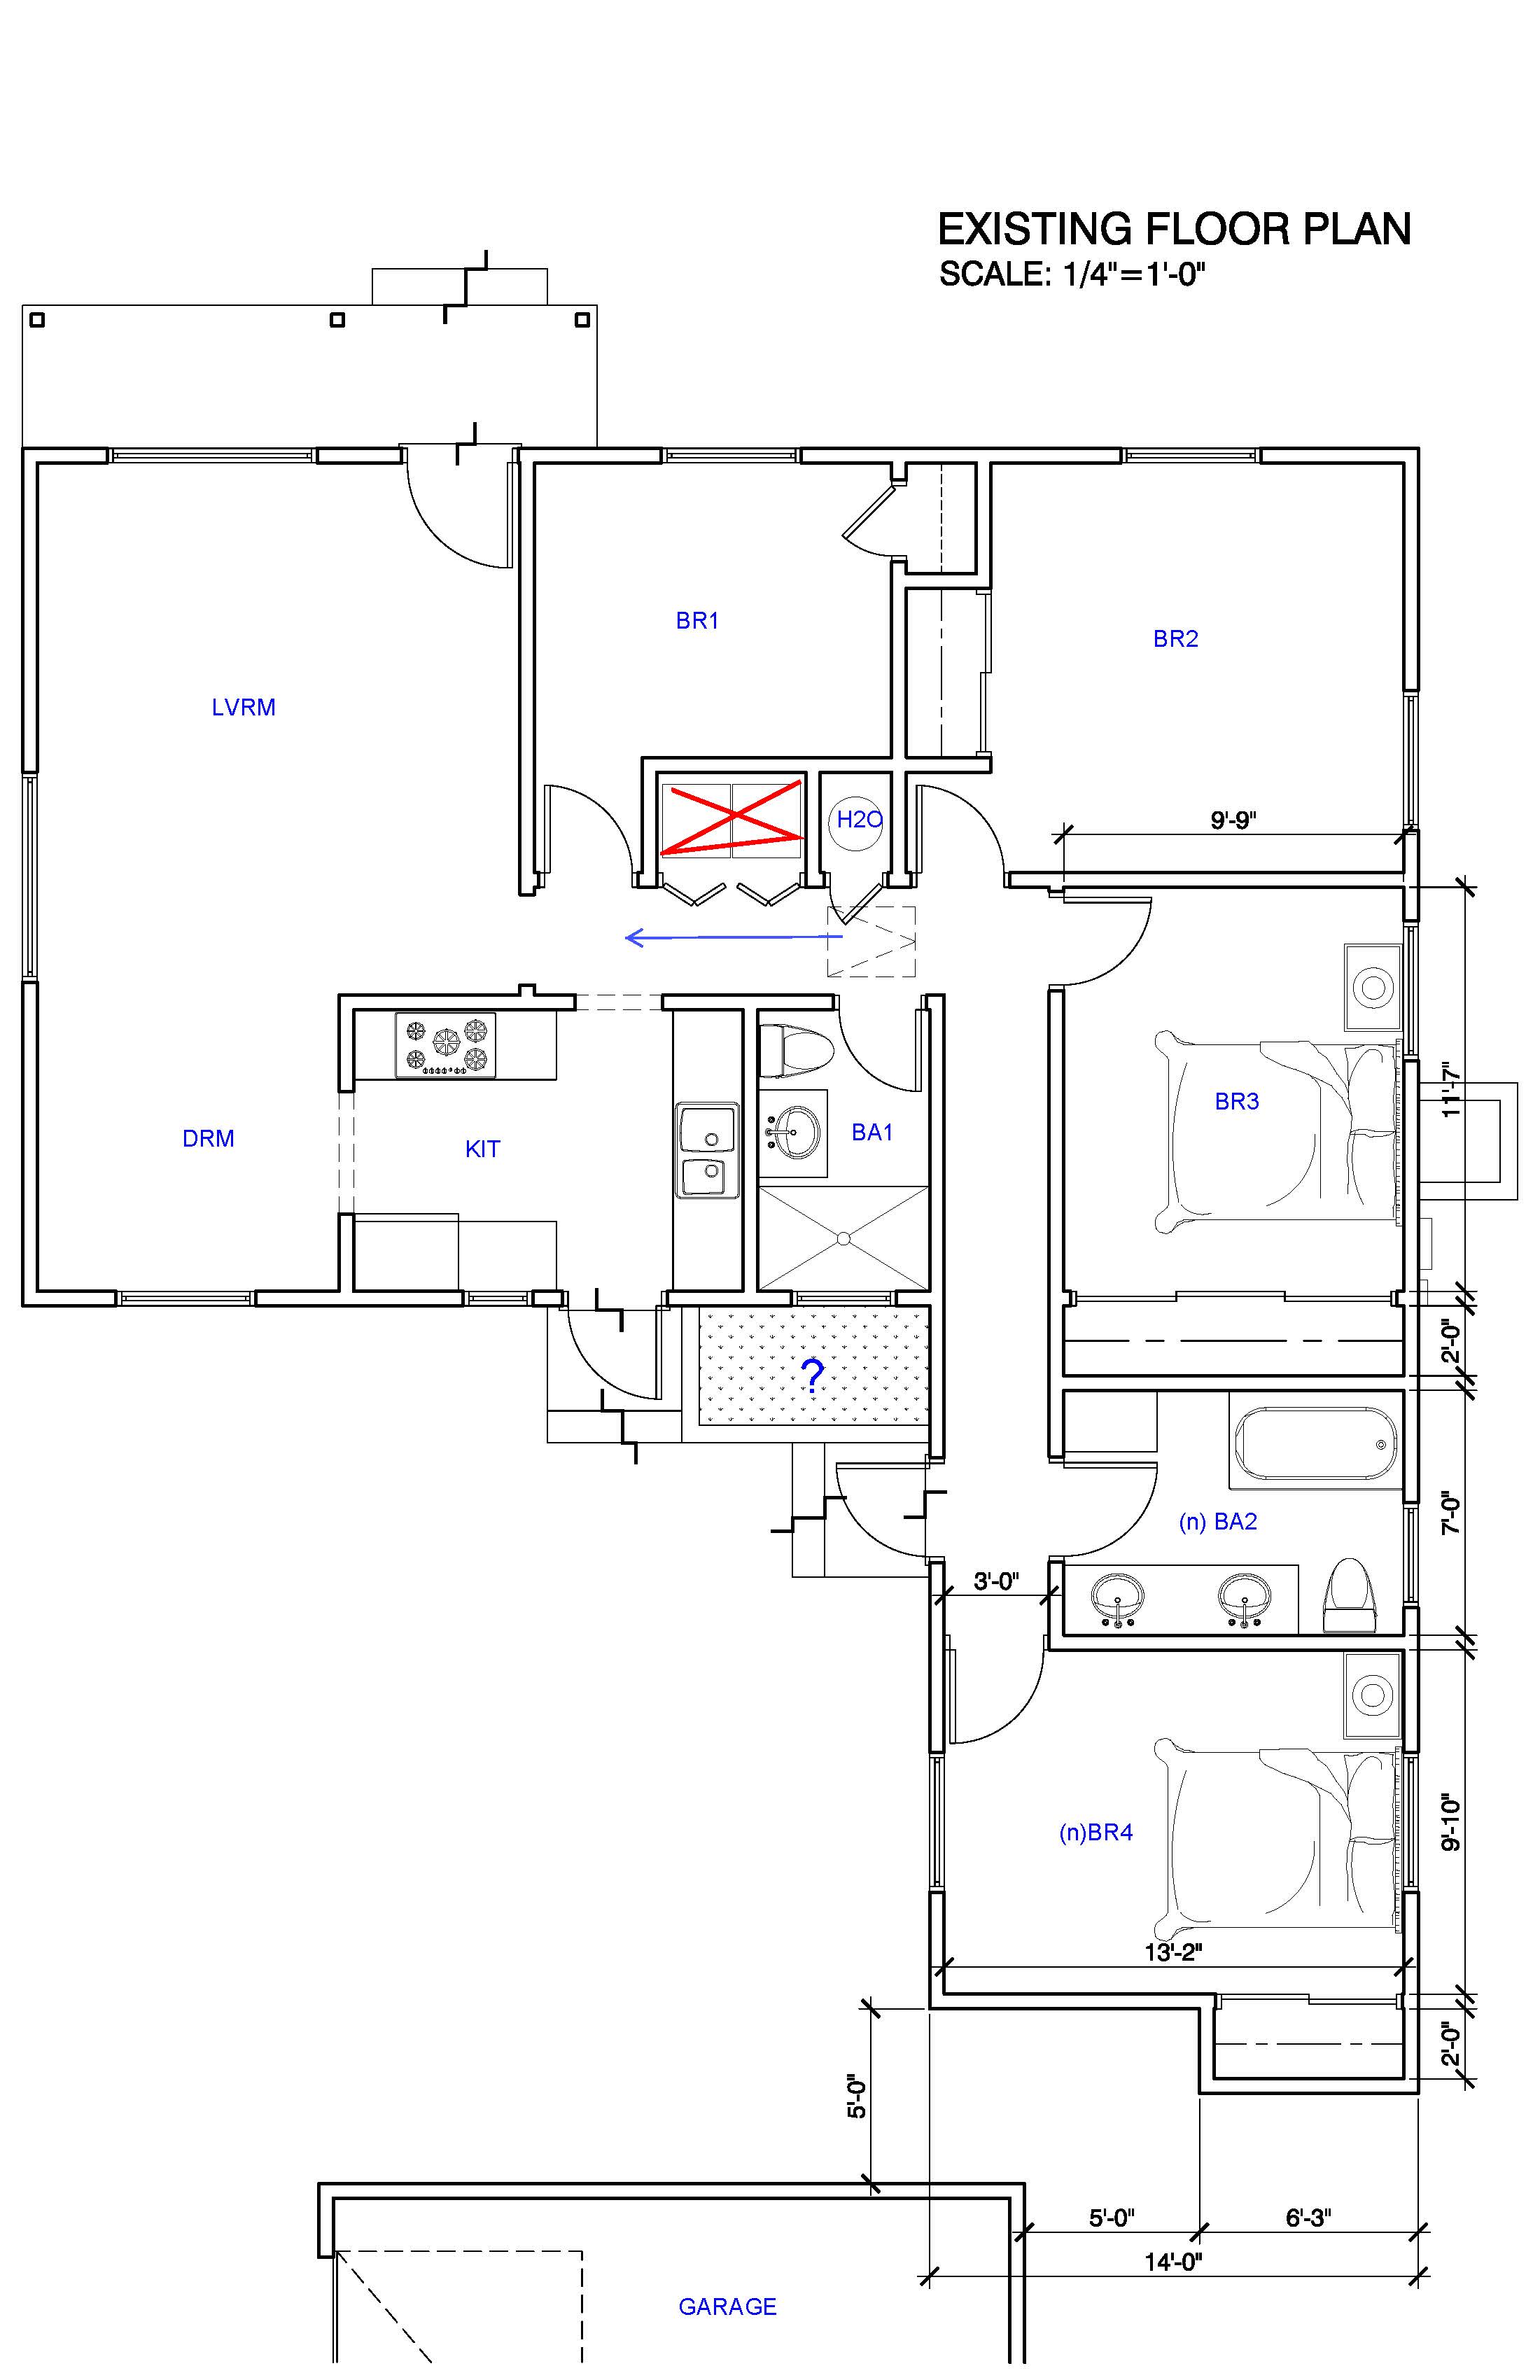 EXISTING FLOOR PLAN
SCALE: 1/4"=1'-0"
BR1
BR2
LVRM
H2O
9'-9"
BR3
11'-7"
DRM
KIT
BA1
2'-0"
?
(n) BA2
7'-0"
3'-0"
(n)BR4
9'-10"
13'-2"
2'-0"
5'-0"
5'-0"
6'-3"
14'-0"
GARAGE